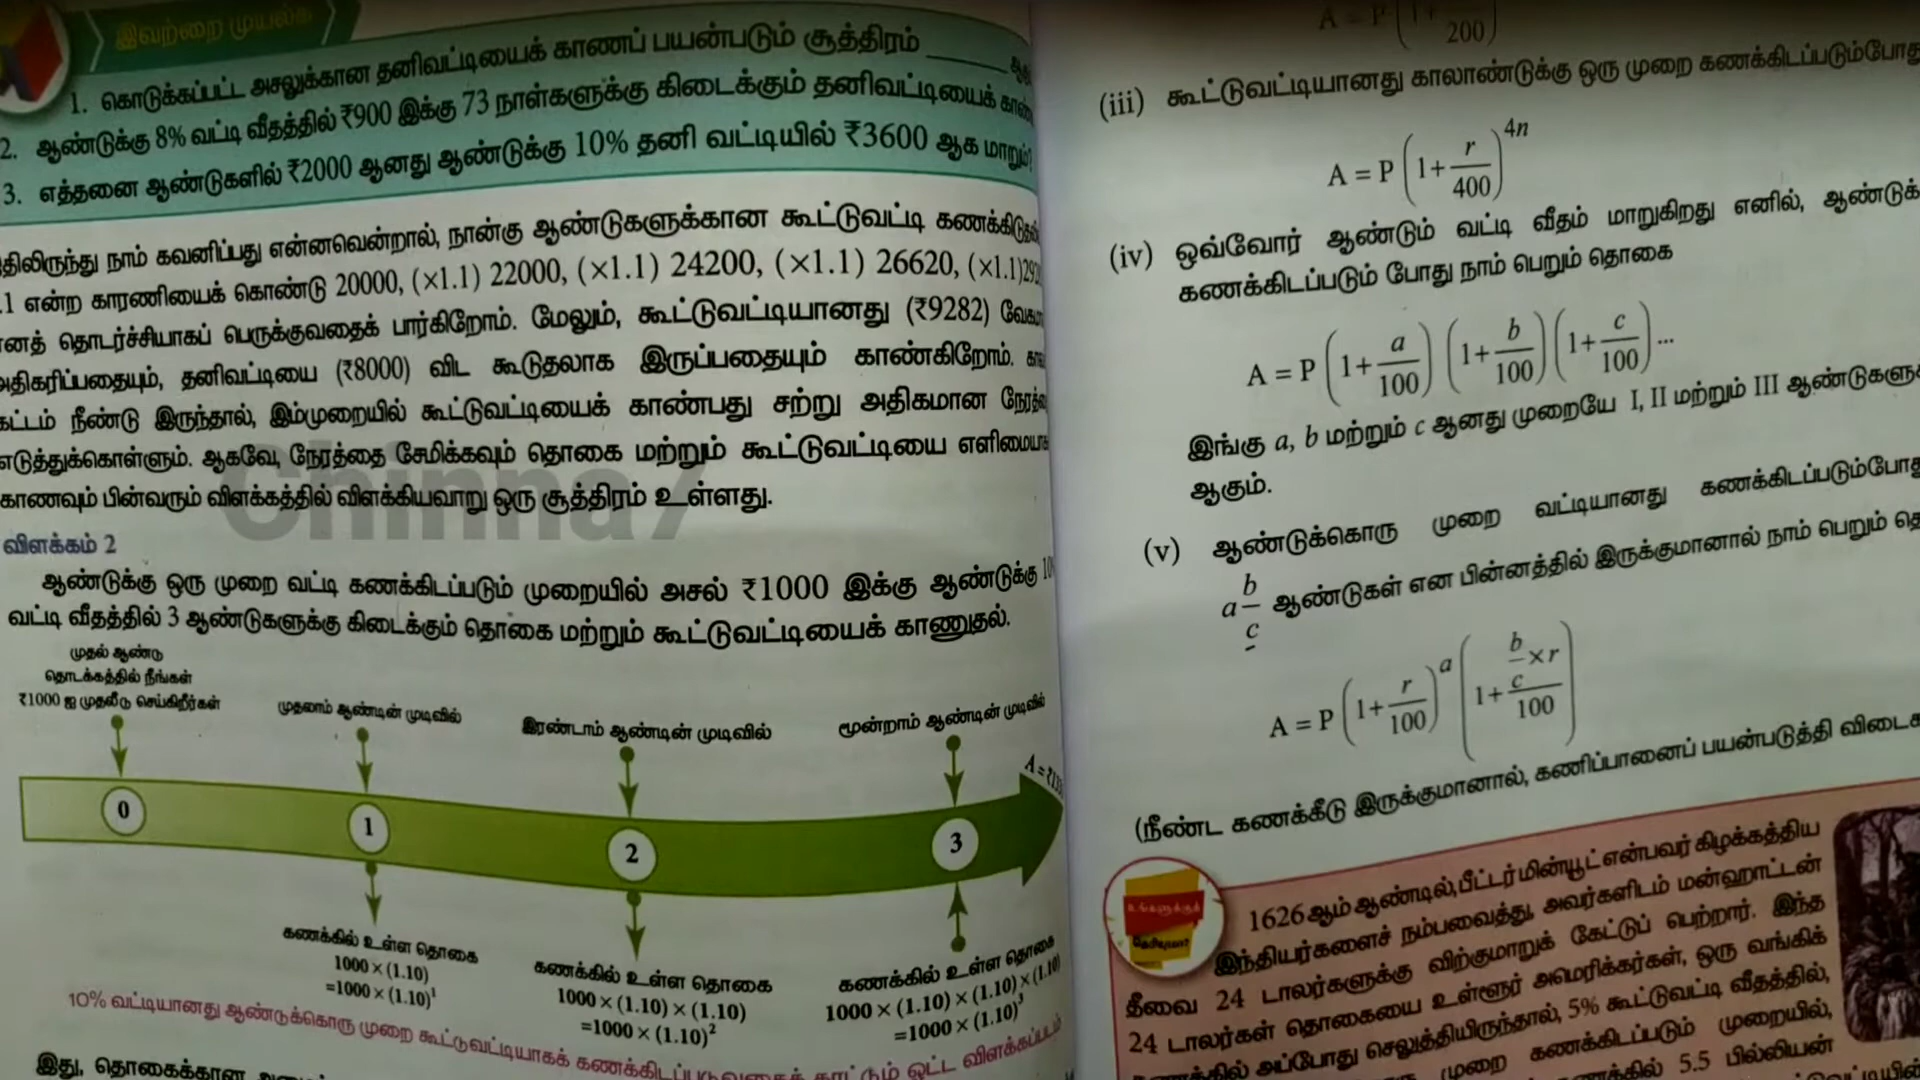 இவற்றை முயல்க
1. கொடுக்கப்பட்ட அசலுக்கான தனிவட்டியைக் காணப் பயன்படும் சூத்திரம் ______
2. ஆண்டுக்கு 8% வட்டி வீதத்தில் ₹900 இக்கு 73 நாள்களுக்கு கிடைக்கும் தனிவட்டியைக்
3. எத்தனை ஆண்டுகளில் ₹2000 ஆனது ஆண்டுக்கு 10% தனி வட்டியில் ₹3600 ஆக மாறும்?
திலிருந்து நாம் கவனிப்பது என்னவென்றால், நான்கு ஆண்டுகளுக்கான கூட்டுவட்டி
.1 என்ற காரணியைக் கொண்டு 20000, (×1.1) 22000, (×1.1) 24200, (×1.1) 26620, (×1.1)
னத் தொடர்ச்சியாகப் பெருக்குவதைக் பார்கிறோம். மேலும், கூட்டுவட்டியானது (₹9282)
அதிகரிப்பதையும், தனிவட்டியை (₹8000) விட கூடுதலாக இருப்பதையும் காண்கிறோம்.
கட்டம் நீண்டு இருந்தால், இம்முறையில் கூட்டுவட்டியைக் காண்பது சற்று அதிகமான
எடுத்துக்கொள்ளும். ஆகவே, நேரத்தை சேமிக்கவும் தொகை மற்றும் கூட்டுவட்டியை
காணவும் பின்வரும் விளக்கத்தில் விளக்கியவாறு ஒரு சூத்திரம் உள்ளது.
Chinna7
விளக்கம் 2
ஆண்டுக்கு ஒரு முறை வட்டி கணக்கிடப்படும் முறையில் அசல் ₹1000 இக்கு ஆண்டுக்கு
வட்டி வீதத்தில் 3 ஆண்டுகளுக்கு கிடைக்கும் தொகை மற்றும் கூட்டுவட்டியைக் காணுதல்.
முதல் ஆண்டு
தொடக்கத்தில் நீங்கள்
₹1000 ஐ முதலீடு செய்கிறீர்கள்
முதலாம் ஆண்டின் முடிவில்
இரண்டாம் ஆண்டின் முடிவில்
மூன்றாம் ஆண்டின் முடிவில்
0
1
2
3
கணக்கில் உள்ள தொகை
1000 × (1.10)
=1000 × (1.10)¹
கணக்கில் உள்ள தொகை
1000 × (1.10) × (1.10)
=1000 × (1.10)²
கணக்கில் உள்ள தொகை
1000 × (1.10) × (1.10) × (1.10)
=1000 × (1.10)³
10% வட்டியானது ஆண்டுக்கொரு முறை கூட்டுவட்டியாகக் கணக்கிடப்படுவதைக் காட்டும் ஓட்ட விளக்கப்படம்
இது, தொகைக்கான
A = P (1+ /200)
(iii) கூட்டுவட்டியானது காலாண்டுக்கு ஒரு முறை கணக்கிடப்படும்போது
A = P (1 + r/400)⁴ⁿ
(iv) ஒவ்வோர் ஆண்டும் வட்டி வீதம் மாறுகிறது எனில்,
கணக்கிடப்படும் போது நாம் பெறும் தொகை
A = P (1+ a/100) (1+ b/100) (1+ c/100) ...
இங்கு a, b மற்றும் c ஆனது முறையே I, II மற்றும் III
ஆகும்.
(v) ஆண்டுக்கொரு முறை வட்டியானது கணக்கிடப்படும்போது
a b/c ஆண்டுகள் என பின்னத்தில் இருக்குமானால் நாம் பெறும்
A = P (1+ r/100)ᵃ (1+ (b/c × r)/100)
(நீண்ட கணக்கீடு இருக்குமானால், கணிப்பானைப் பயன்படுத்தி
உங்களுக்குத்
தெரியுமா?
1626 ஆம் ஆண்டில், பீட்டர் மின்யூட் என்பவர் கிழக்கத்திய
இந்தியர்களைச் நம்பவைத்து, அவர்களிடம் மன்ஹாட்டன்
தீவை 24 டாலர்களுக்கு விற்குமாறுக் கேட்டுப் பெற்றார். இந்த
24 டாலர்கள் தொகையை உள்ளூர் அமெரிக்கர்கள், ஒரு வங்கிக்
கணக்கில் அப்போது செலுத்தியிருந்தால், 5% கூட்டுவட்டி வீதத்தில்,
முறை கணக்கிடப்படும் முறையில்,
5.5 பில்லியன்